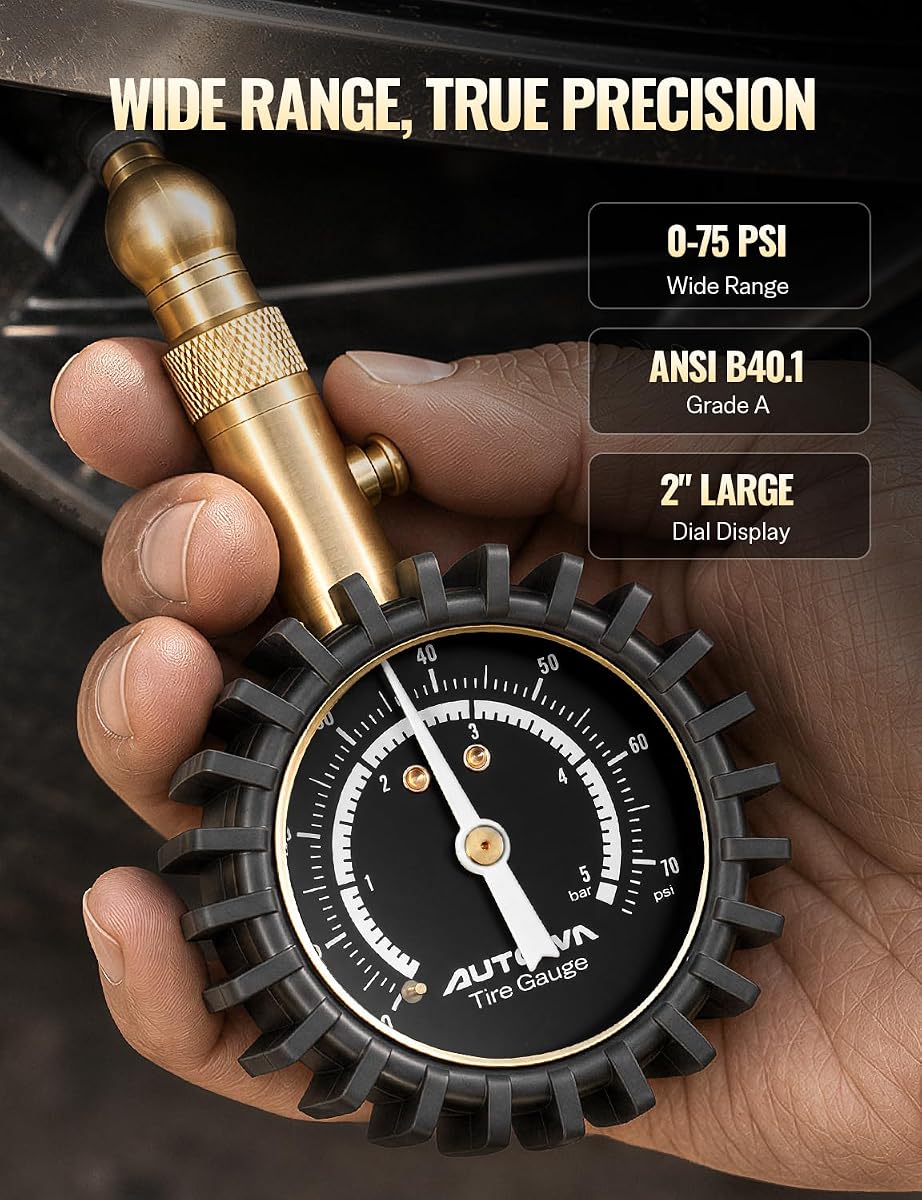 WIDE RANGE, TRUE PRECISION
0-75 PSI
Wide Range
ANSI B40.1
Grade A
2" LARGE
Dial Display
40
50
60
70
psi
1
2
3
4
5
bar
Tire Gauge